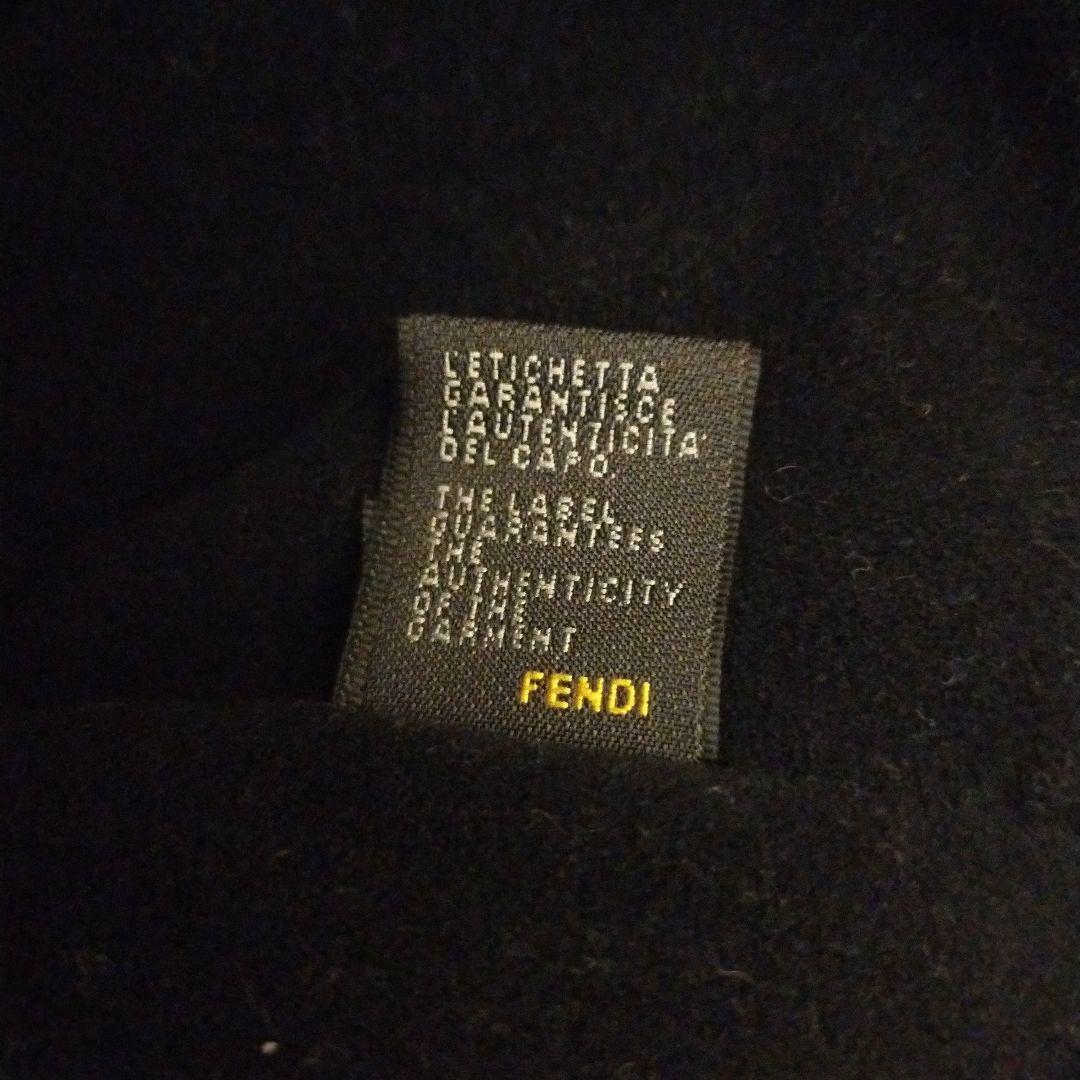 L'ETICHETTA
GARANTISCE
L'AUTENTICITA'
DEL CAPO
THE LABEL
GUARANTEES
THE
AUTHENTICITY
OF THE
GARMENT
FENDI